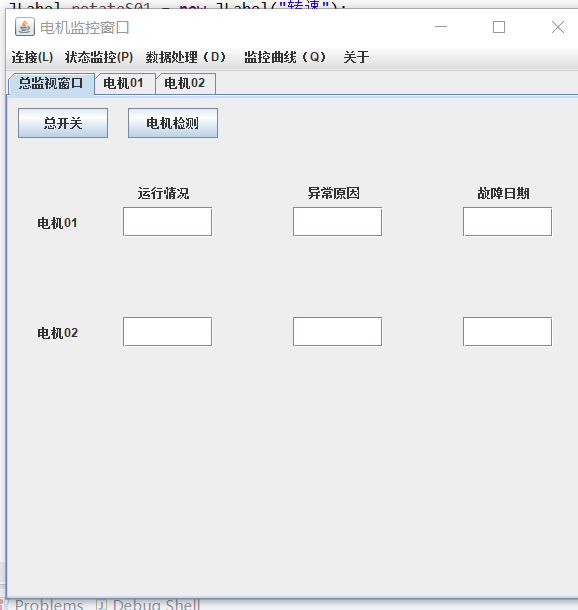 JLabel rotateS01 = new JLabel("转速");
电机监控窗口
连接(L) 状态监控(P) 数据处理（D） 监控曲线（Q） 关于
总监视窗口 电机01 电机02
总开关 电机检测
运行情况 异常原因 故障日期
电机01
电机02
Problems Debug Shell